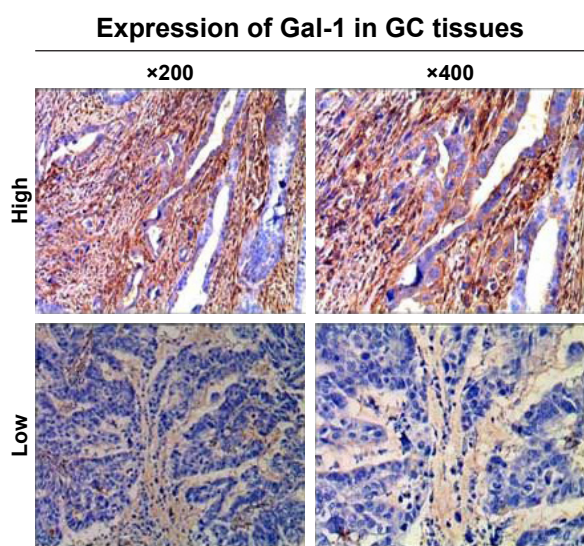 Expression of Gal-1 in GC tissues
×200 ×400
High
Low